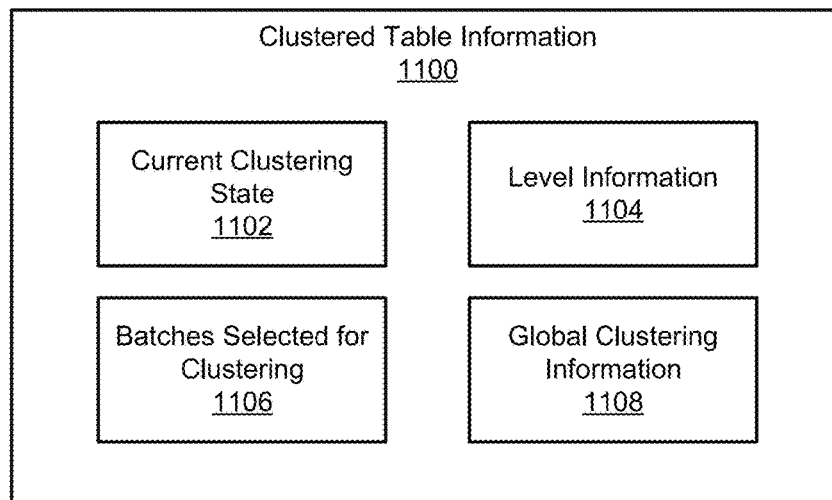 Clustered Table Information
1100
Current Clustering
State
1102
Level Information
1104
Batches Selected for
Clustering
1106
Global Clustering
Information
1108